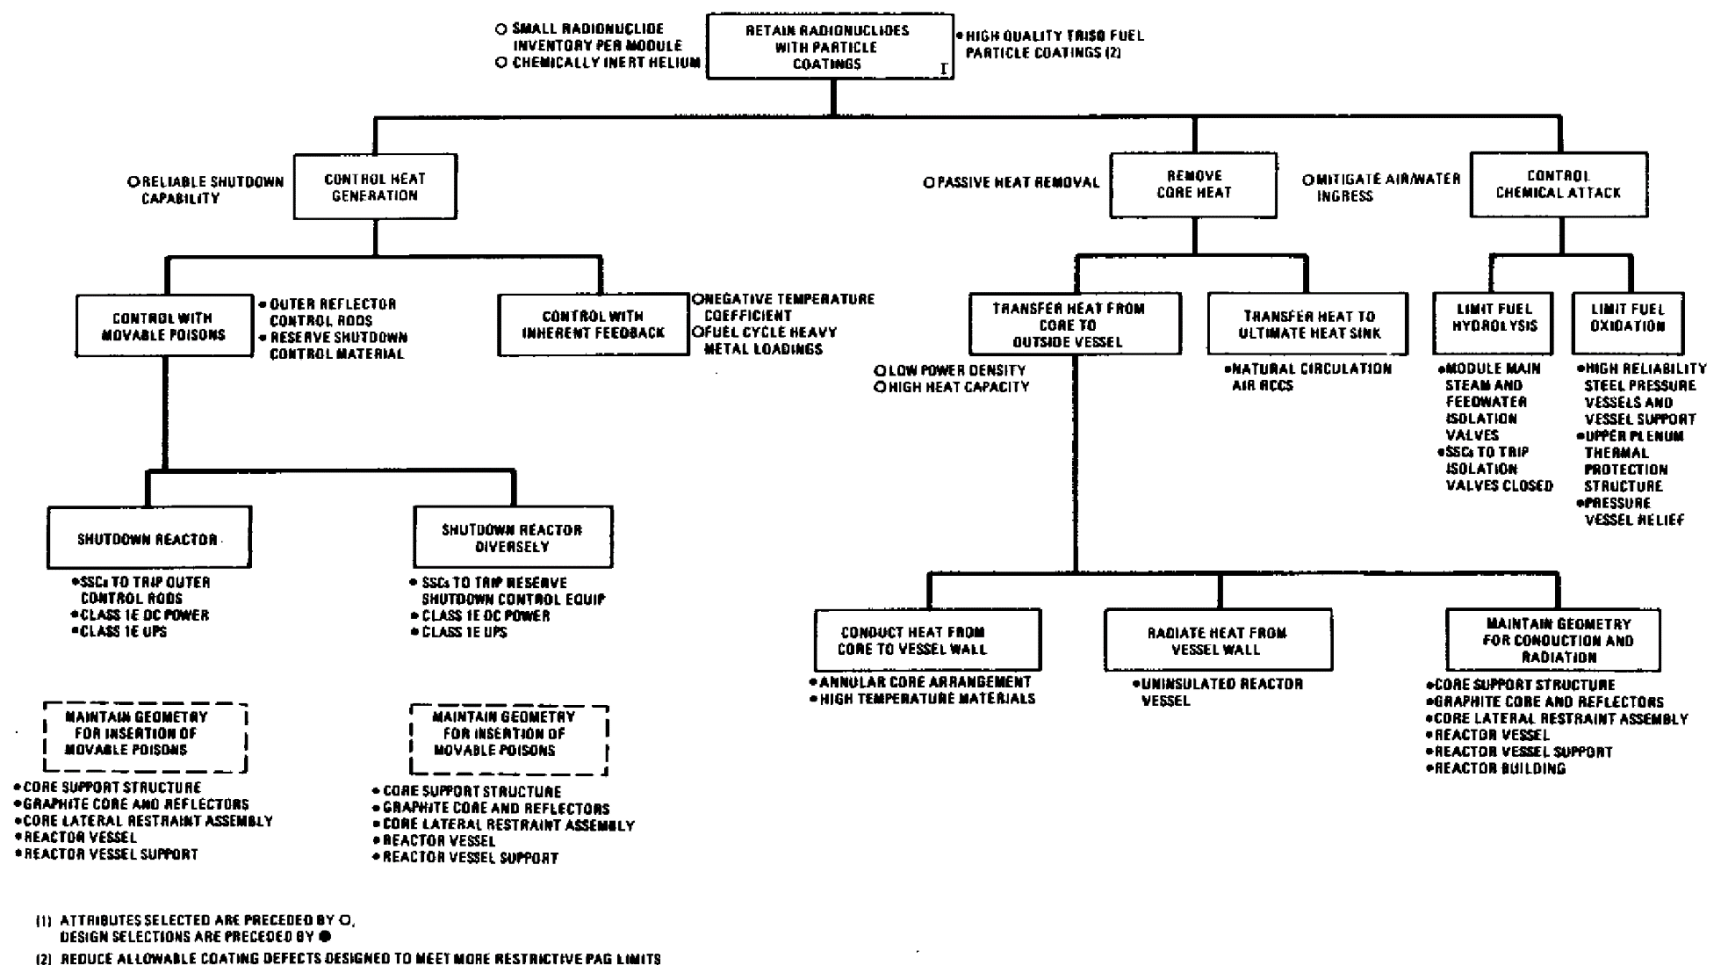 ○ SMALL RADIONUCLIDE
INVENTORY PER MODULE
○ CHEMICALLY INERT HELIUM
RETAIN RADIONUCLIDES
WITH PARTICLE
COATINGS
I
● HIGH QUALITY TRISO FUEL
PARTICLE COATINGS (2)
○ RELIABLE SHUTDOWN
CAPABILITY
CONTROL HEAT
GENERATION
○ PASSIVE HEAT REMOVAL
REMOVE
CORE HEAT
○ MITIGATE AIR/WATER
INGRESS
CONTROL
CHEMICAL ATTACK
CONTROL WITH
MOVABLE POISONS
● OUTER REFLECTOR
CONTROL RODS
● RESERVE SHUTDOWN
CONTROL MATERIAL
CONTROL WITH
INHERENT FEEDBACK
○ NEGATIVE TEMPERATURE
COEFFICIENT
○ FUEL CYCLE HEAVY
METAL LOADINGS
TRANSFER HEAT FROM
CORE TO
OUTSIDE VESSEL
○ LOW POWER DENSITY
○ HIGH HEAT CAPACITY
TRANSFER HEAT TO
ULTIMATE HEAT SINK
● NATURAL CIRCULATION
AIR RCCS
LIMIT FUEL
HYDROLYSIS
● MODULE MAIN
STEAM AND
FEEDWATER
ISOLATION
VALVES
● SSCs TO TRIP
ISOLATION
VALVES CLOSED
LIMIT FUEL
OXIDATION
● HIGH RELIABILITY
STEEL PRESSURE
VESSELS AND
VESSEL SUPPORT
● UPPER PLENUM
THERMAL
PROTECTION
STRUCTURE
● PRESSURE
VESSEL RELIEF
SHUTDOWN REACTOR
● SSCs TO TRIP OUTER
CONTROL RODS
● CLASS 1E DC POWER
● CLASS 1E UPS
SHUTDOWN REACTOR
DIVERSELY
● SSCs TO TRIP RESERVE
SHUTDOWN CONTROL EQUIP
● CLASS 1E DC POWER
● CLASS 1E UPS
CONDUCT HEAT FROM
CORE TO VESSEL WALL
● ANNULAR CORE ARRANGEMENT
● HIGH TEMPERATURE MATERIALS
RADIATE HEAT FROM
VESSEL WALL
● UNINSULATED REACTOR
VESSEL
MAINTAIN GEOMETRY
FOR CONDUCTION AND
RADIATION
● CORE SUPPORT STRUCTURE
● GRAPHITE CORE AND REFLECTORS
● CORE LATERAL RESTRAINT ASSEMBLY
● REACTOR VESSEL
● REACTOR VESSEL SUPPORT
● REACTOR BUILDING
MAINTAIN GEOMETRY
FOR INSERTION OF
MOVABLE POISONS
● CORE SUPPORT STRUCTURE
● GRAPHITE CORE AND REFLECTORS
● CORE LATERAL RESTRAINT ASSEMBLY
● REACTOR VESSEL
● REACTOR VESSEL SUPPORT
MAINTAIN GEOMETRY
FOR INSERTION OF
MOVABLE POISONS
● CORE SUPPORT STRUCTURE
● GRAPHITE CORE AND REFLECTORS
● CORE LATERAL RESTRAINT ASSEMBLY
● REACTOR VESSEL
● REACTOR VESSEL SUPPORT
(1) ATTRIBUTES SELECTED ARE PRECEDED BY ○,
DESIGN SELECTIONS ARE PRECEDED BY ●
(2) REDUCE ALLOWABLE COATING DEFECTS DESIGNED TO MEET MORE RESTRICTIVE PAG LIMITS